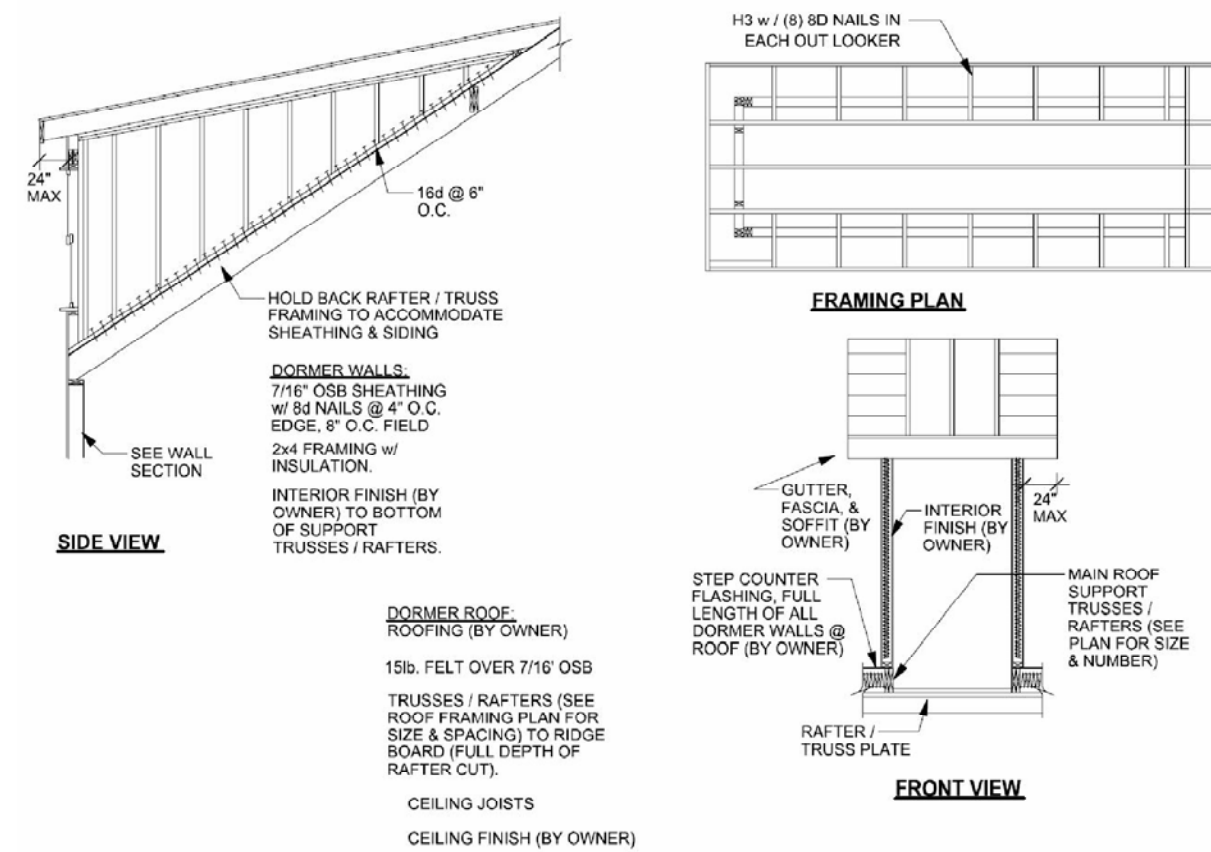 24"
MAX
16d @ 6"
O.C.
HOLD BACK RAFTER / TRUSS
FRAMING TO ACCOMMODATE
SHEATHING & SIDING
DORMER WALLS:
7/16" OSB SHEATHING
w/ 8d NAILS @ 4" O.C.
EDGE, 8" O.C. FIELD
2x4 FRAMING w/
INSULATION.
INTERIOR FINISH (BY
OWNER) TO BOTTOM
OF SUPPORT
TRUSSES / RAFTERS.
SEE WALL
SECTION
SIDE VIEW
DORMER ROOF:
ROOFING (BY OWNER)
15lb. FELT OVER 7/16' OSB
TRUSSES / RAFTERS (SEE
ROOF FRAMING PLAN FOR
SIZE & SPACING) TO RIDGE
BOARD (FULL DEPTH OF
RAFTER CUT).
CEILING JOISTS
CEILING FINISH (BY OWNER)
H3 w / (8) 8D NAILS IN
EACH OUT LOOKER
FRAMING PLAN
GUTTER,
FASCIA, &
SOFFIT (BY
OWNER)
INTERIOR
FINISH (BY
OWNER)
24"
MAX
STEP COUNTER
FLASHING, FULL
LENGTH OF ALL
DORMER WALLS @
ROOF (BY OWNER)
MAIN ROOF
SUPPORT
TRUSSES /
RAFTERS (SEE
PLAN FOR SIZE
& NUMBER)
RAFTER /
TRUSS PLATE
FRONT VIEW